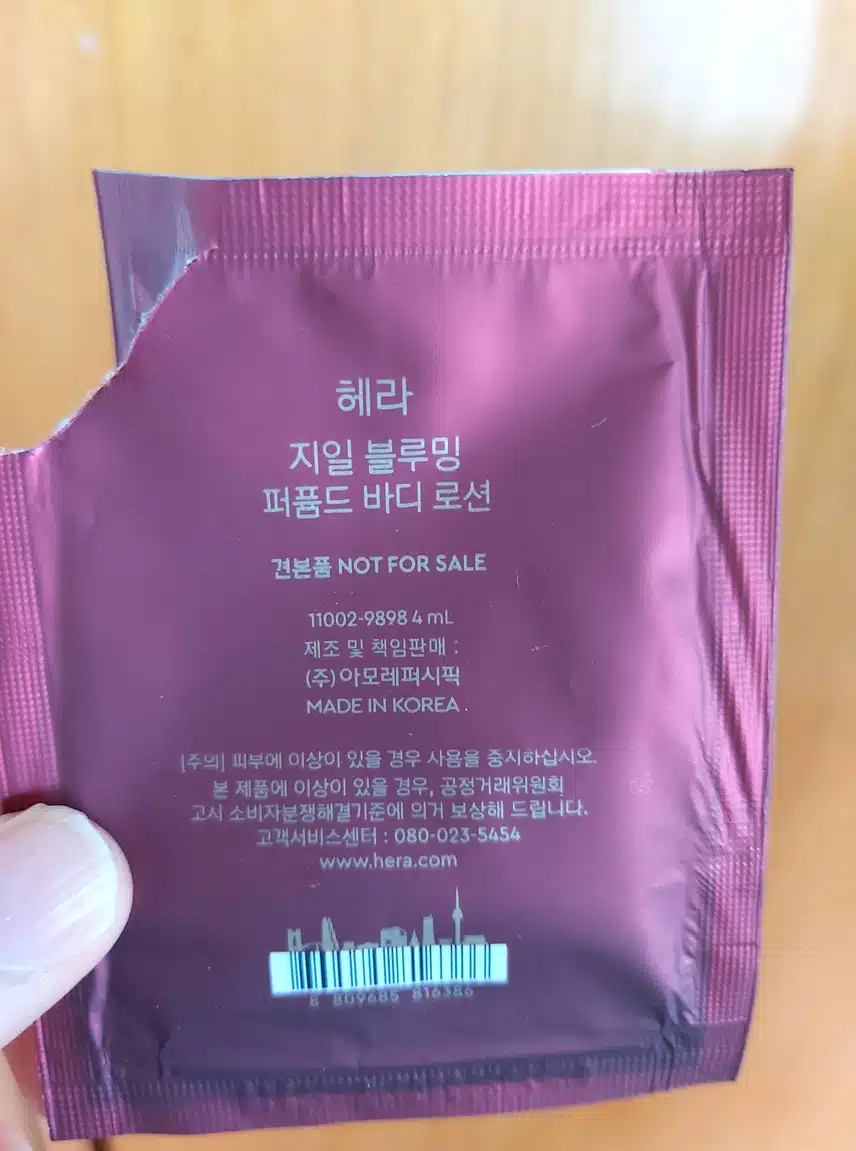 헤라
지일 블루밍
퍼퓸드 바디 로션
견본품 NOT FOR SALE
11002-9898 4 mL
제조 및 책임판매 :
(주)아모레퍼시픽
MADE IN KOREA
[주의] 피부에 이상이 있을 경우 사용을 중지하십시오.
본 제품에 이상이 있을 경우, 공정거래위원회
고시 소비자분쟁해결기준에 의거 보상해 드립니다.
고객서비스센터 : 080-023-5454
www.hera.com
8 809685 816386